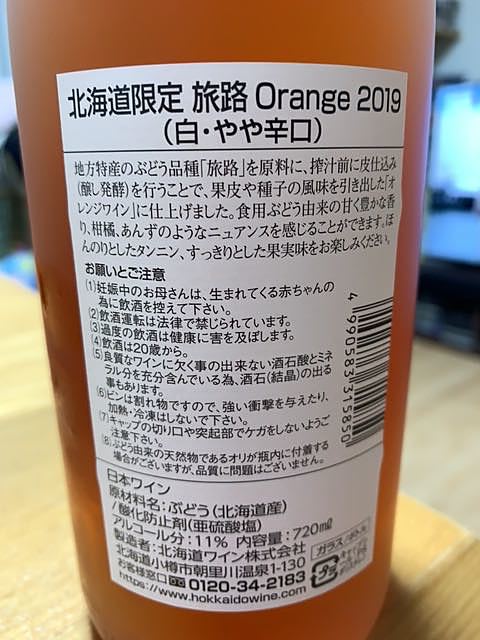 北海道限定 旅路 Orange 2019
(白・やや辛口)
地方特産のぶどう品種「旅路」を原料に、搾汁前に皮仕込み
(醸し発酵)を行うことで、果皮や種子の風味を引き出した「オ
レンジワイン」に仕上げました。食用ぶどう由来の甘く豊かな香
り、柑橘、あんずのようなニュアンスを感じることができます。ほ
んのりとしたタンニン、すっきりとした果実味をお楽しみください。
お願いとご注意
(1)妊娠中のお母さんは、生まれてくる赤ちゃんの
為に飲酒を控えて下さい。
(2)飲酒運転は法律で禁じられています。
(3)過度の飲酒は健康に害を及ぼします。
(4)飲酒は20歳から。
(5)良質なワインに欠く事の出来ない酒石酸とミネ
ラル分を充分含んでいる為、酒石(結晶)の出る
事もあります。
(6)ビンは割れ物ですので、強い衝撃を与えたり、
加熱・冷凍はしないで下さい。
(7)キャップの切り口や突起部でケガをしないようご
注意下さい。
(8)ぶどう由来の天然物であるオリが瓶内に付着する
場合がございますが、品質に問題はございません。
4990583315850
日本ワイン
原材料名:ぶどう(北海道産)
/酸化防止剤(亜硫酸塩)
アルコール分:11% 内容量:720㎖
製造者:北海道ワイン株式会社
北海道小樽市朝里川温泉1-130
お客様窓口 0120-34-2183
https://www.hokkaidowine.com
ガラスびん
プラ